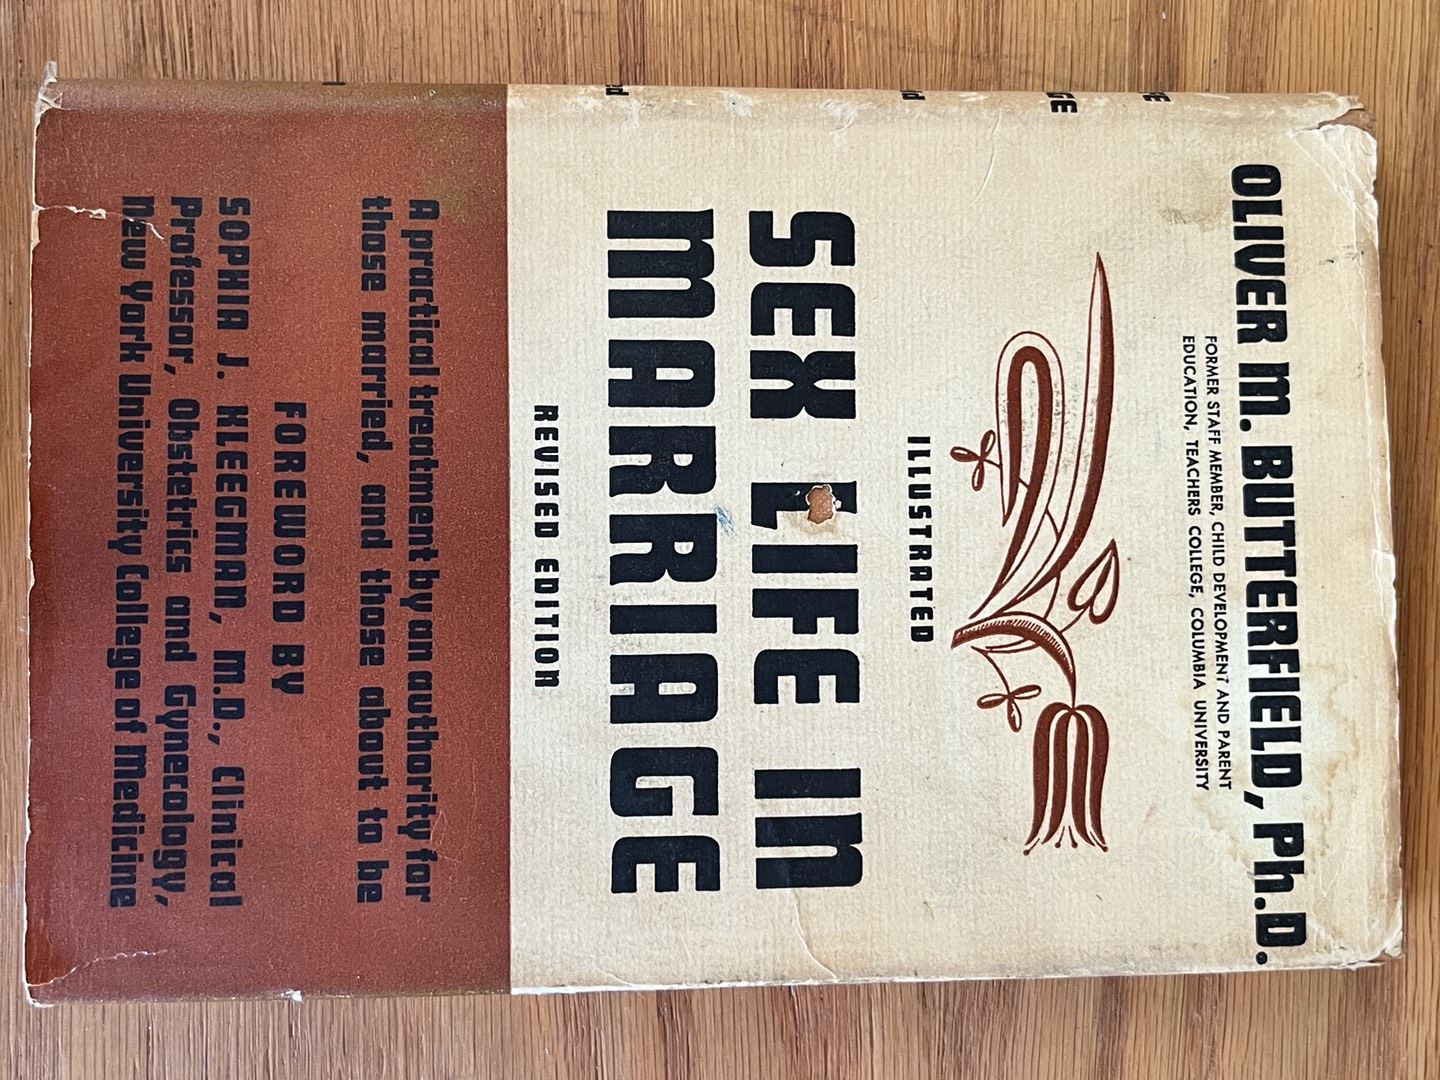 OLIVER M. BUTTERFIELD, Ph.D.
FORMER STAFF MEMBER, CHILD DEVELOPMENT AND PARENT
EDUCATION, TEACHERS COLLEGE, COLUMBIA UNIVERSITY
ILLUSTRATED
SEX LIFE IN
MARRIAGE
REVISED EDITION
A practical treatment by an authority for
those married, and those about to be
FOREWORD BY
SOPHIA J. KLEEGMAN, M.D., Clinical
Professor, Obstetrics and Gynecology,
New York University College of Medicine